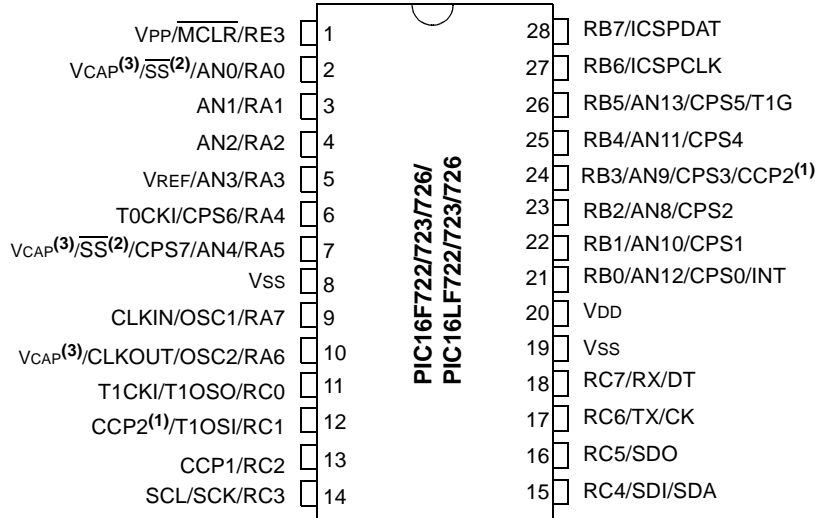 VPP/MCLR/RE3 1
VCAP(3)/SS(2)/AN0/RA0 2
AN1/RA1 3
AN2/RA2 4
VREF/AN3/RA3 5
T0CKI/CPS6/RA4 6
VCAP(3)/SS(2)/CPS7/AN4/RA5 7
VSS 8
CLKIN/OSC1/RA7 9
VCAP(3)/CLKOUT/OSC2/RA6 10
T1CKI/T1OSO/RC0 11
CCP2(1)/T1OSI/RC1 12
CCP1/RC2 13
SCL/SCK/RC3 14
PIC16F722/723/726/
PIC16LF722/723/726
28 RB7/ICSPDAT
27 RB6/ICSPCLK
26 RB5/AN13/CPS5/T1G
25 RB4/AN11/CPS4
24 RB3/AN9/CPS3/CCP2(1)
23 RB2/AN8/CPS2
22 RB1/AN10/CPS1
21 RB0/AN12/CPS0/INT
20 VDD
19 VSS
18 RC7/RX/DT
17 RC6/TX/CK
16 RC5/SDO
15 RC4/SDI/SDA